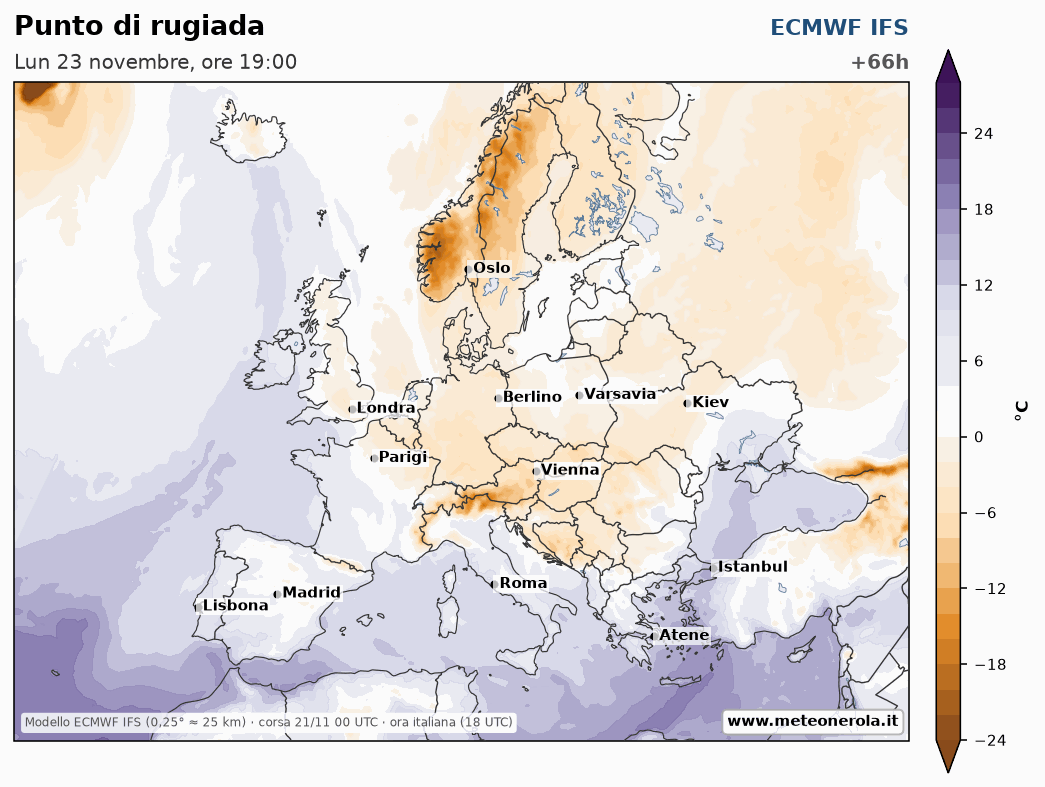 Punto di rugiada
ECMWF IFS
Lun 23 novembre, ore 19:00
+66h
Oslo
Londra
Berlino
Varsavia
Kiev
Parigi
Vienna
Madrid
Lisbona
Roma
Istanbul
Atene
Modello ECMWF IFS (0,25° ≈ 25 km) · corsa 21/11 00 UTC · ora italiana (18 UTC)
www.meteonerola.it
24
18
12
6
0
−6
−12
−18
−24
°C